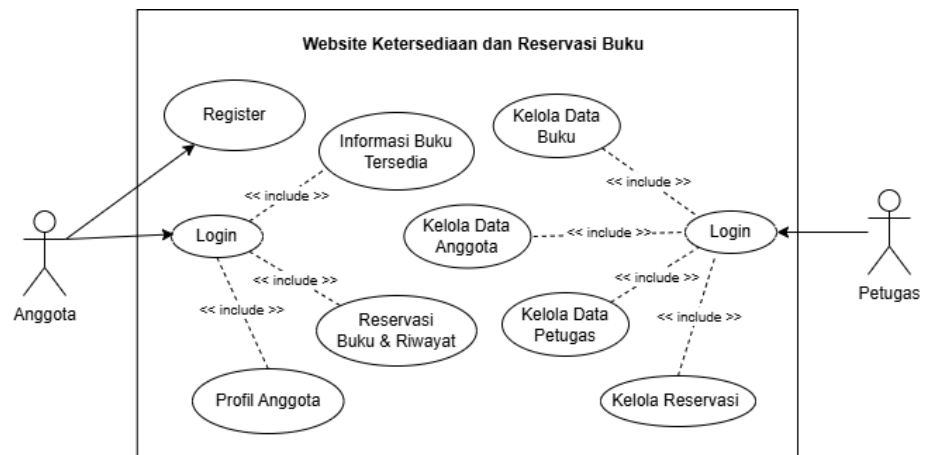 Website Ketersediaan dan Reservasi Buku
Register
Informasi Buku
Tersedia
Kelola Data
Buku
<< include >>
<< include >>
Login
Kelola Data
Anggota
<< include >>
Login
Anggota
Petugas
<< include >>
<< include >>
<< include >>
<< include >>
Reservasi
Buku & Riwayat
Kelola Data
Petugas
Profil Anggota
Kelola Reservasi